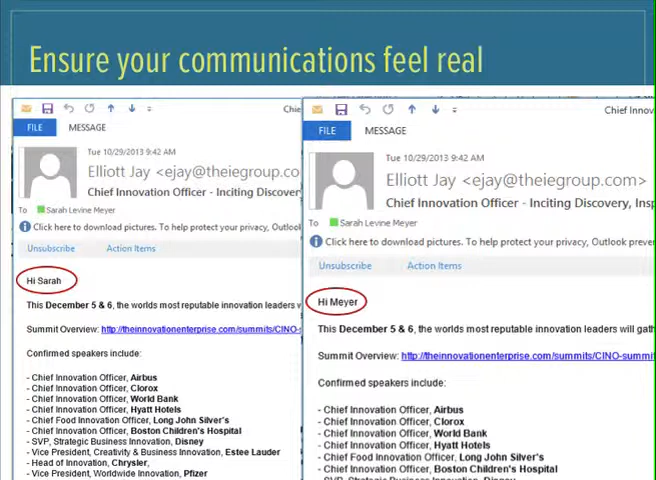 Ensure your communications feel real
Chie
FILE MESSAGE
Tue 10/29/2013 9:42 AM
Elliott Jay <ejay@theiegroup.co
Chief Innovation Officer - Inciting Discover
To Sarah Levine Meyer
Click here to download pictures. To help protect your privacy, Outlook
Unsubscribe Action Items
Hi Sarah
This December 5 & 6, the worlds most reputable innovation leaders w
Summit Overview: http://theinnovationenterprise.com/summits/CINO-s
Confirmed speakers include:
- Chief Innovation Officer, Airbus
- Chief Innovation Officer, Clorox
- Chief Innovation Officer, World Bank
- Chief Innovation Officer, Hyatt Hotels
- Chief Food Innovation Officer, Long John Silver's
- Chief Innovation Officer, Boston Children's Hospital
- SVP, Strategic Business Innovation, Disney
- Vice President, Creativity & Business Innovation, Estee Lauder
- Head of Innovation, Chrysler,
- Vice President, Worldwide Innovation, Pfizer
Chief Innov
FILE MESSAGE
Tue 10/29/2013 9:42 AM
Elliott Jay <ejay@theiegroup.com>
Chief Innovation Officer - Inciting Discovery, Insp
To Sarah Levine Meyer
Click here to download pictures. To help protect your privacy, Outlook preven
Unsubscribe Action Items
Hi Meyer
This December 5 & 6, the worlds most reputable innovation leaders will gath
Summit Overview: http://theinnovationenterprise.com/summits/CINO-summit
Confirmed speakers include:
- Chief Innovation Officer, Airbus
- Chief Innovation Officer, Clorox
- Chief Innovation Officer, World Bank
- Chief Innovation Officer, Hyatt Hotels
- Chief Food Innovation Officer, Long John Silver's
- Chief Innovation Officer, Boston Children's Hospital